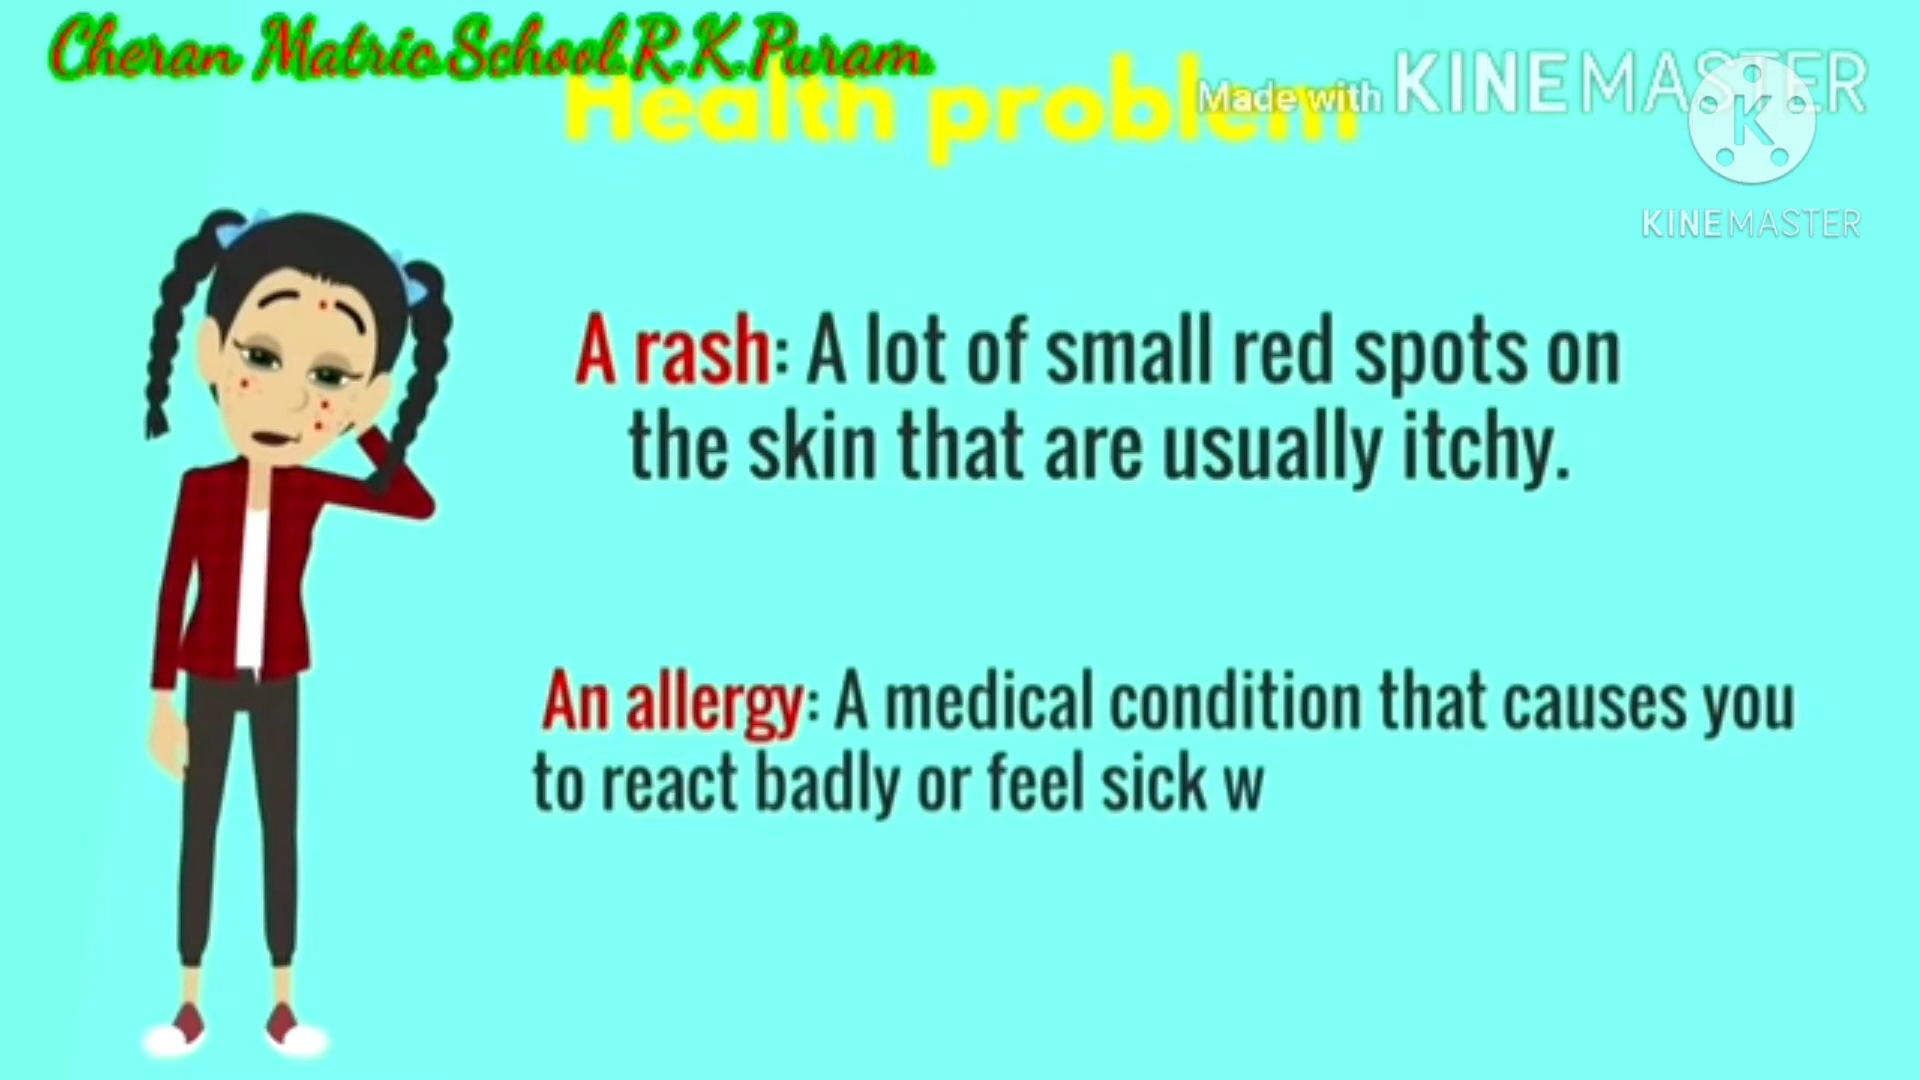 Cheran Matric.School.R.K.Puram.
Health problem
Made with KINEMASTER
K
KINEMASTER
A rash: A lot of small red spots on
the skin that are usually itchy.
An allergy: A medical condition that causes you
to react badly or feel sick w